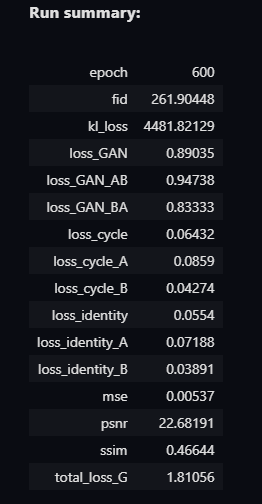 Run summary:
epoch 600
fid 261.90448
kl_loss 4481.82129
loss_GAN 0.89035
loss_GAN_AB 0.94738
loss_GAN_BA 0.83333
loss_cycle 0.06432
loss_cycle_A 0.0859
loss_cycle_B 0.04274
loss_identity 0.0554
loss_identity_A 0.07188
loss_identity_B 0.03891
mse 0.00537
psnr 22.68191
ssim 0.46644
total_loss_G 1.81056